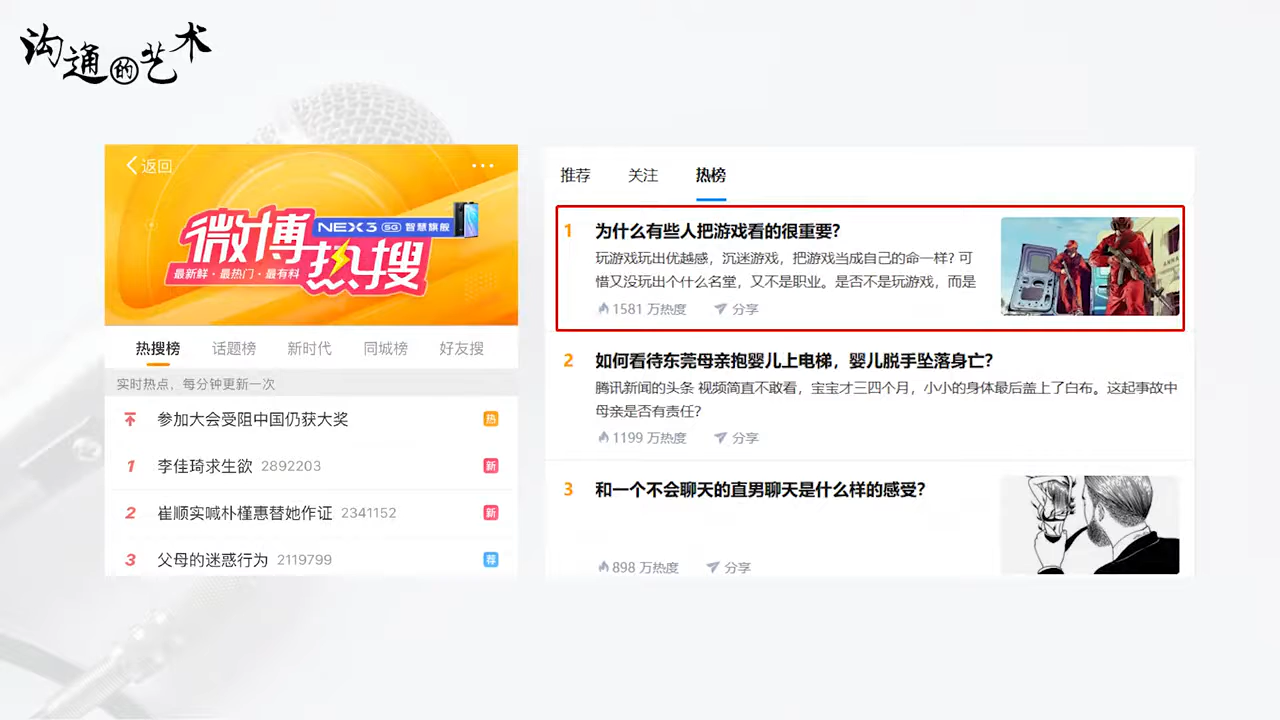 沟通的艺术
返回
微博热搜
NEX3 5G 智慧旗舰
最新鲜·最热门·最有料
热搜榜 话题榜 新时代 同城榜 好友搜
实时热点，每分钟更新一次
参加大会受阻中国仍获大奖 热
1 李佳琦求生欲 2892203 新
2 崔顺实喊朴槿惠替她作证 2341152 新
3 父母的迷惑行为 2119799 荐
推荐 关注 热榜
1 为什么有些人把游戏看的很重要？
玩游戏玩出优越感，沉迷游戏，把游戏当成自己的命一样？可
惜又没玩出个什么名堂，又不是职业。是否不是玩游戏，而是
1581 万热度 分享
2 如何看待东莞母亲抱婴儿上电梯，婴儿脱手坠落身亡？
腾讯新闻的头条 视频简直不敢看，宝宝才三四个月，小小的身体最后盖上了白布。这起事故中
母亲是否有责任？
1199 万热度 分享
3 和一个不会聊天的直男聊天是什么样的感受？
898 万热度 分享